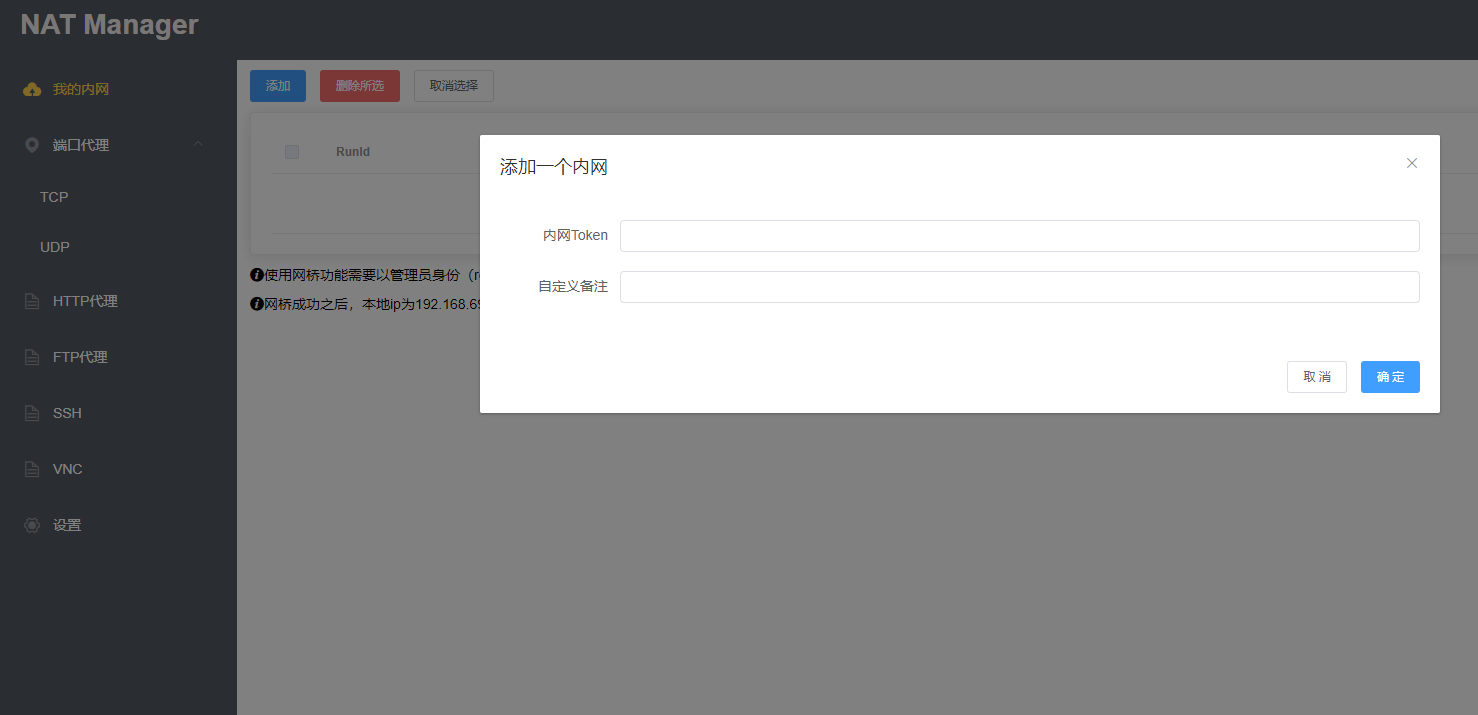 NAT Manager
我的内网
端口代理
TCP
UDP
HTTP代理
FTP代理
SSH
VNC
设置
添加 删除所选 取消选择
RunId
使用网桥功能需要以管理员身份
网桥成功之后，本地ip为192.168.69
添加一个内网
内网Token
自定义备注
取 消 确 定